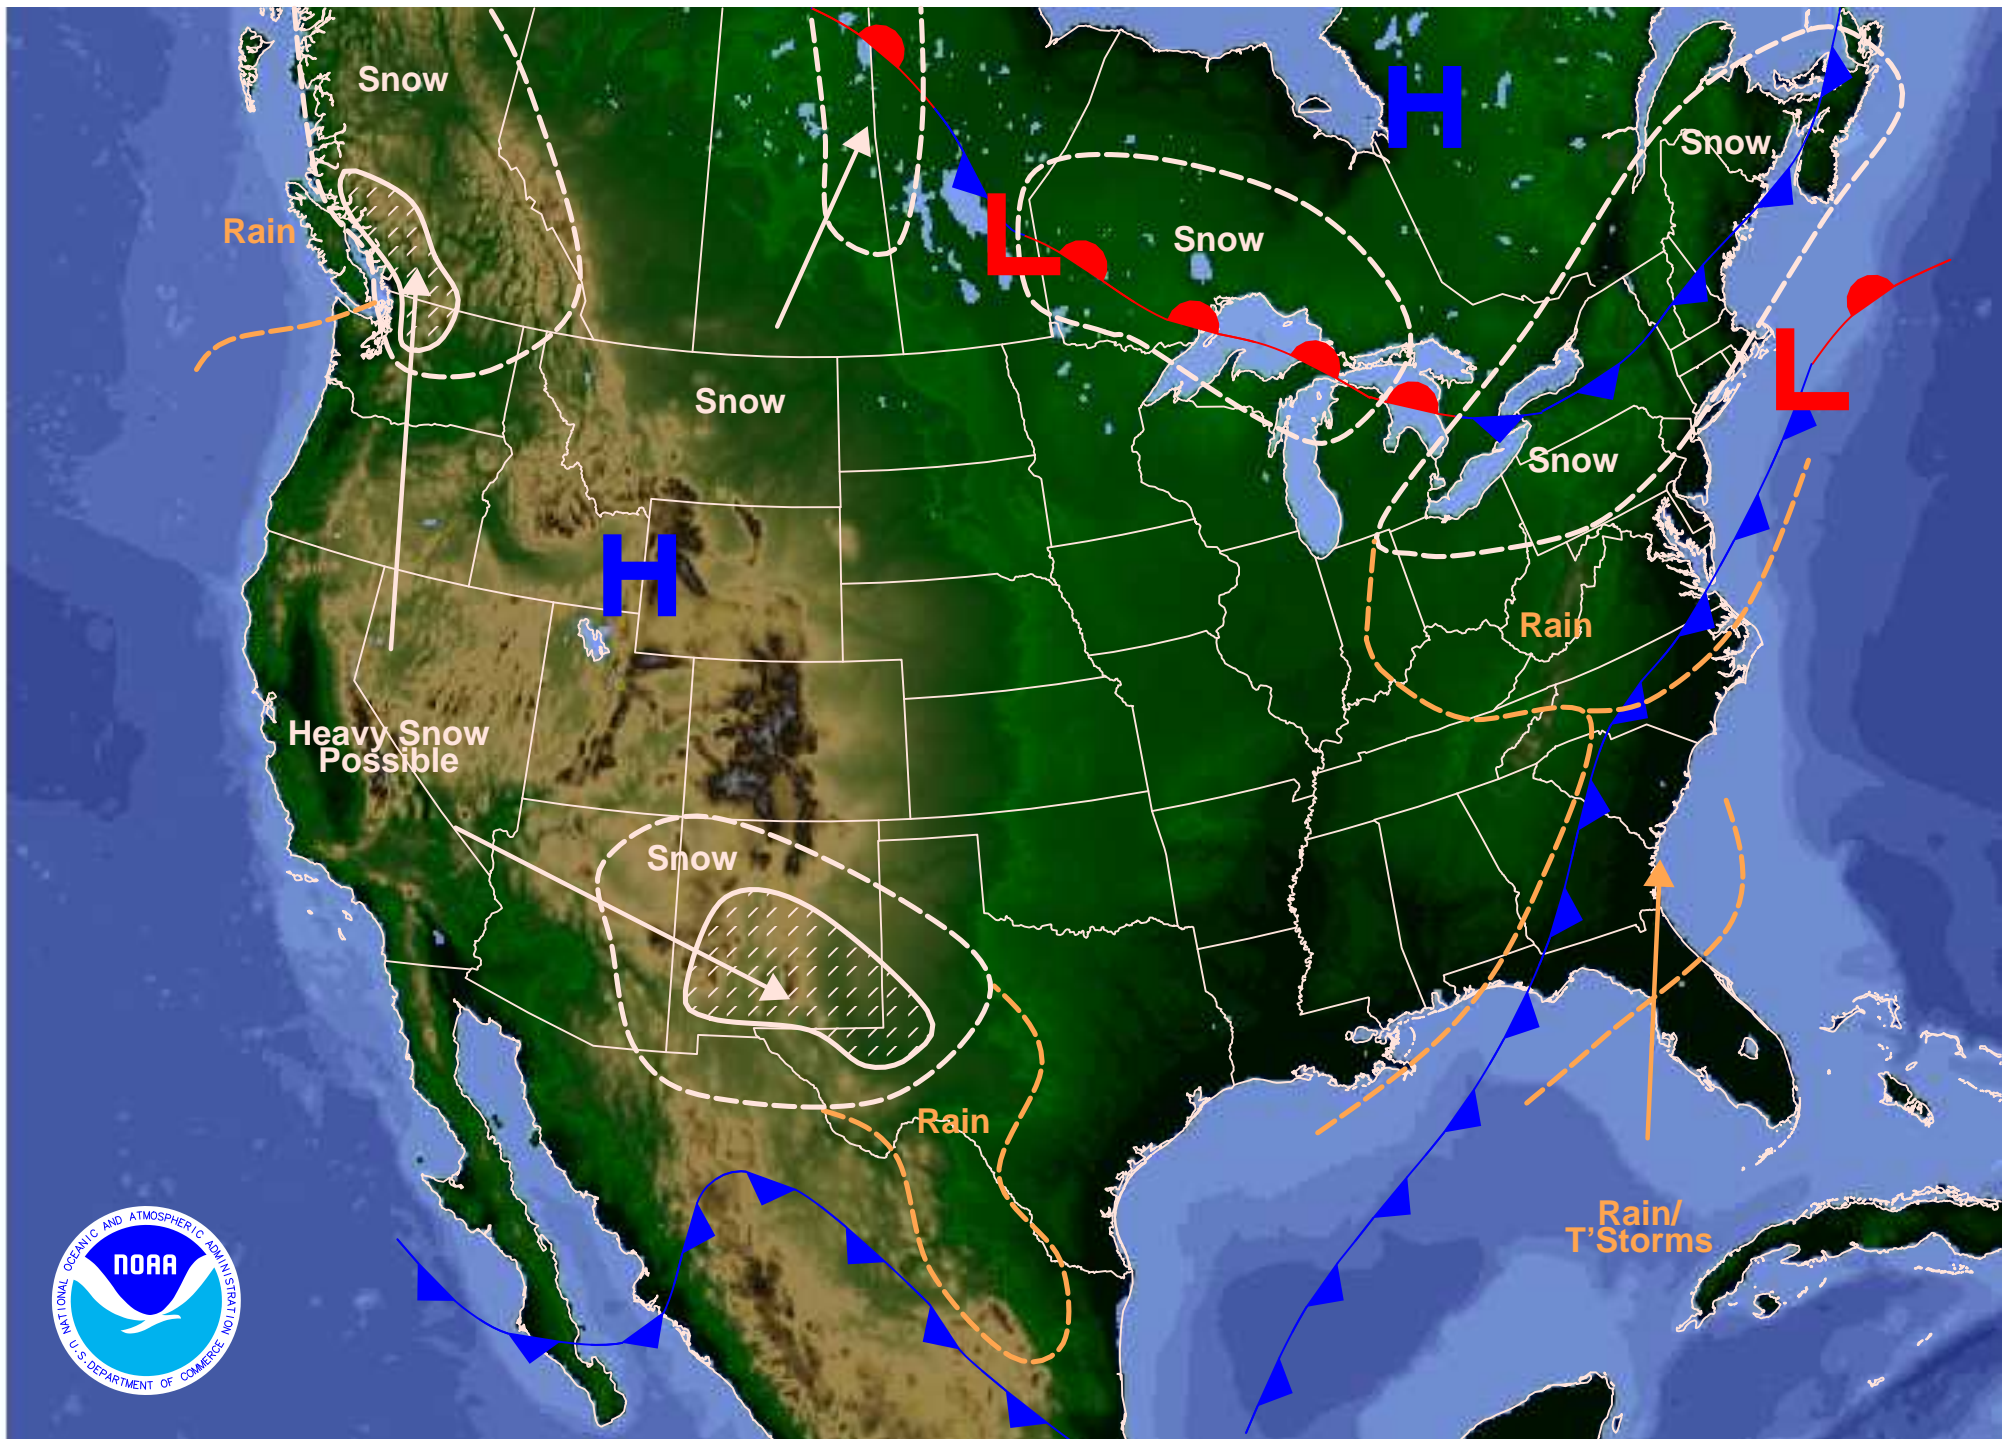 Snow
H
Snow
Rain
L
Snow
L
Snow
Snow
H
Rain
Heavy Snow
Possible
Snow
Rain
Rain/
T'Storms
NATIONAL OCEANIC AND ATMOSPHERIC ADMINISTRATION
NOAA
U.S. DEPARTMENT OF COMMERCE